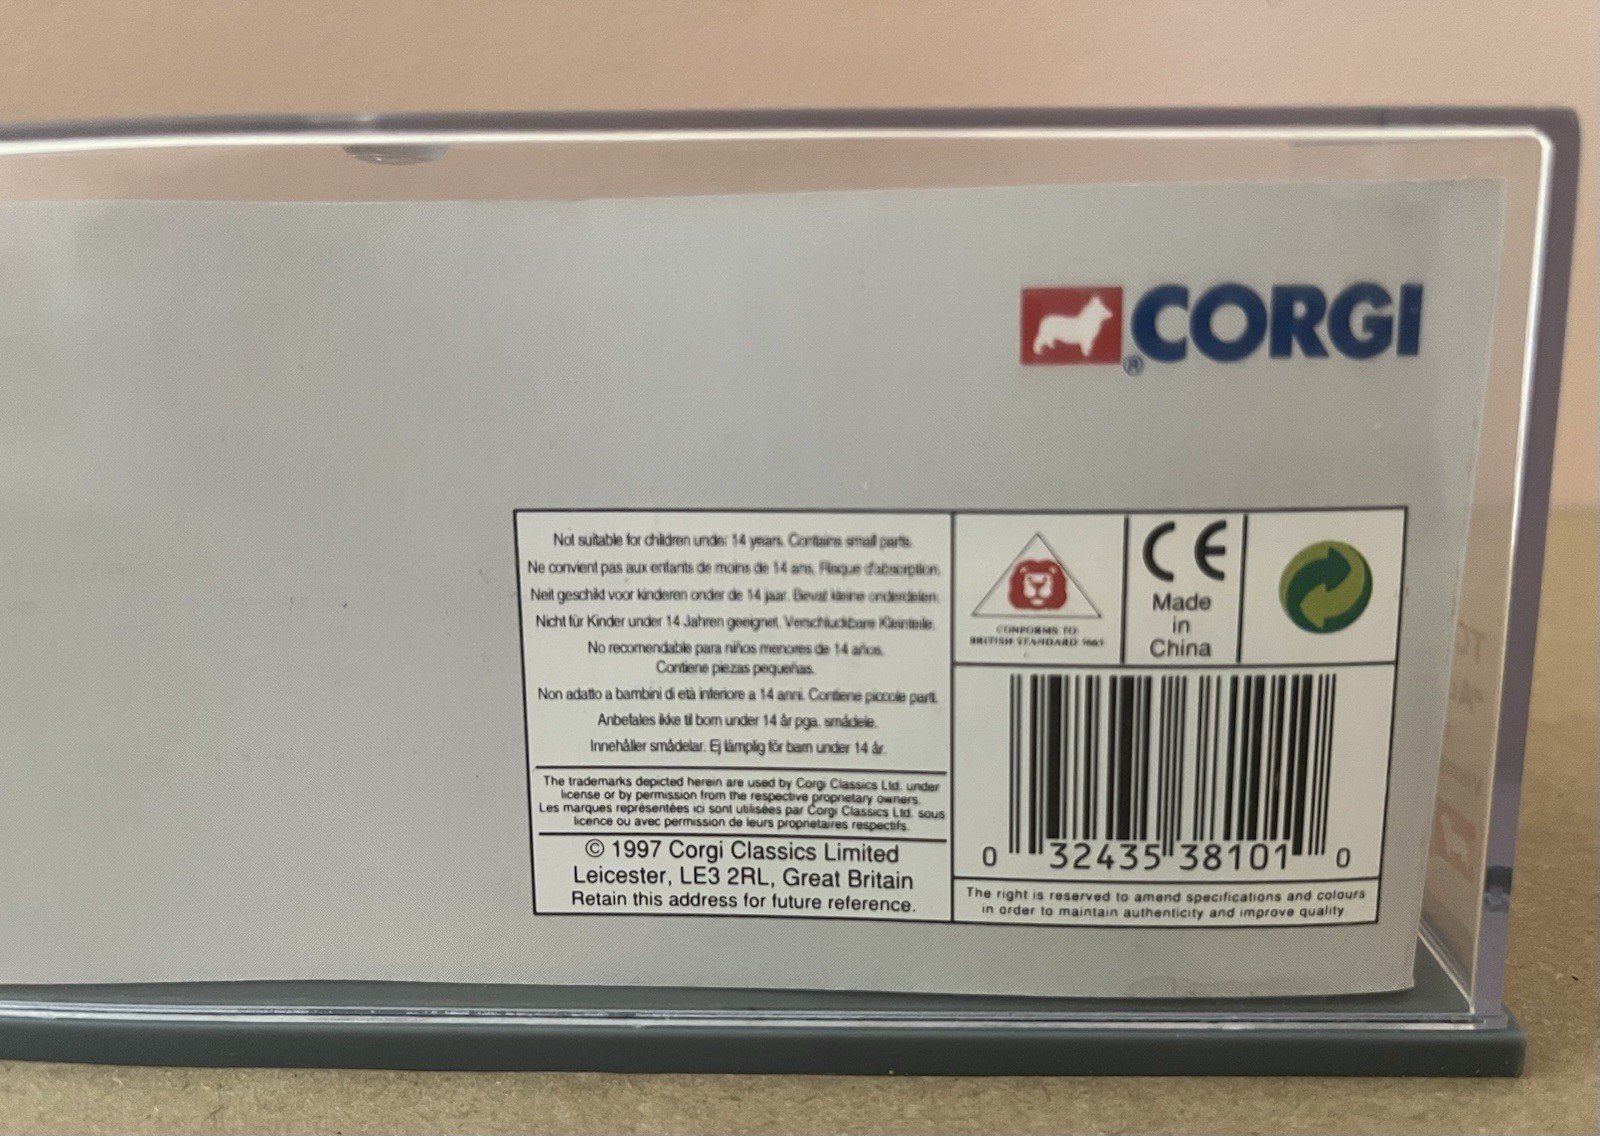 CORGI
®
Not suitable for children under 14 years. Contains small parts.
Ne convient pas aux enfants de moins de 14 ans. Risque d'absorption.
Neit geschikt voor kinderen onder de 14 jaar. Bevat kleine onderdelen.
Nicht für Kinder unter 14 Jahren geeignet. Verschluckbare Kleinteile.
No recomendable para niños menores de 14 años.
Contiene piezas pequeñas.
Non adatto a bambini di età inferiore a 14 anni. Contiene piccole parti.
Anbefales ikke til born under 14 år pga. smådele.
Innehåller smådelar. Ej lämplig för barn under 14 år.
The trademarks depicted herein are used by Corgi Classics Ltd. under
license or by permission from the respective proprietary owners.
Les marques représentées ici sont utilisées par Corgi Classics Ltd. sous
licence ou avec permission de leurs proprietaires respectifs.
© 1997 Corgi Classics Limited
Leicester, LE3 2RL, Great Britain
Retain this address for future reference.
CONFORMS TO
BRITISH STANDARD 5665
CE
Made
in
China
0 32435 38101 0
The right is reserved to amend specifications and colours
in order to maintain authenticity and improve quality